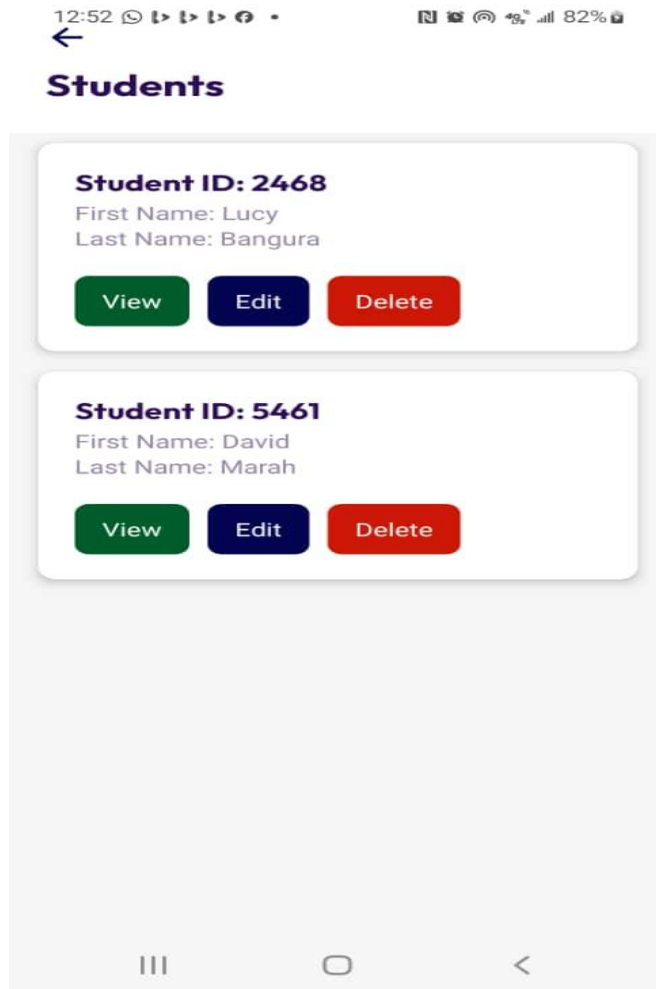 12:52
82%
Students
Student ID: 2468
First Name: Lucy
Last Name: Bangura
View Edit Delete
Student ID: 5461
First Name: David
Last Name: Marah
View Edit Delete